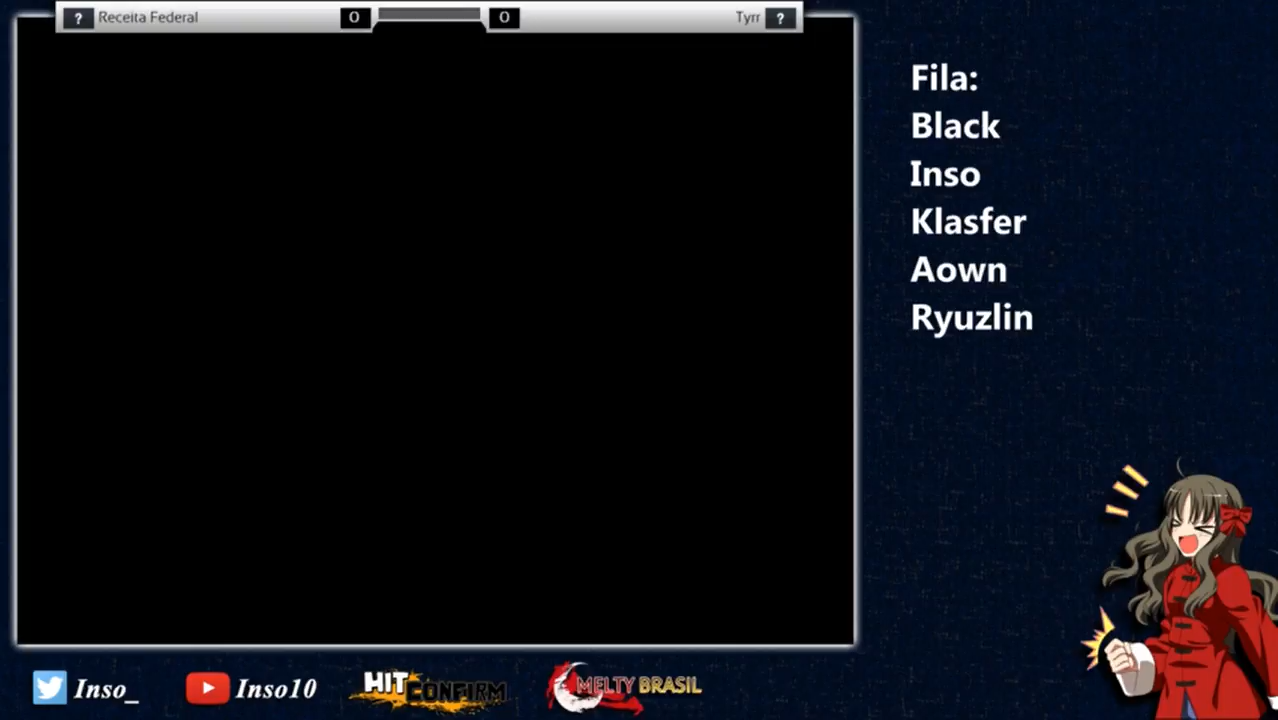 ? Receita Federal 0 0 Tyrr ?
Fila:
Black
Inso
Klasfer
Aown
Ryuzlin
Inso_ Inso10 HIT CONFIRM MELTY BRASIL